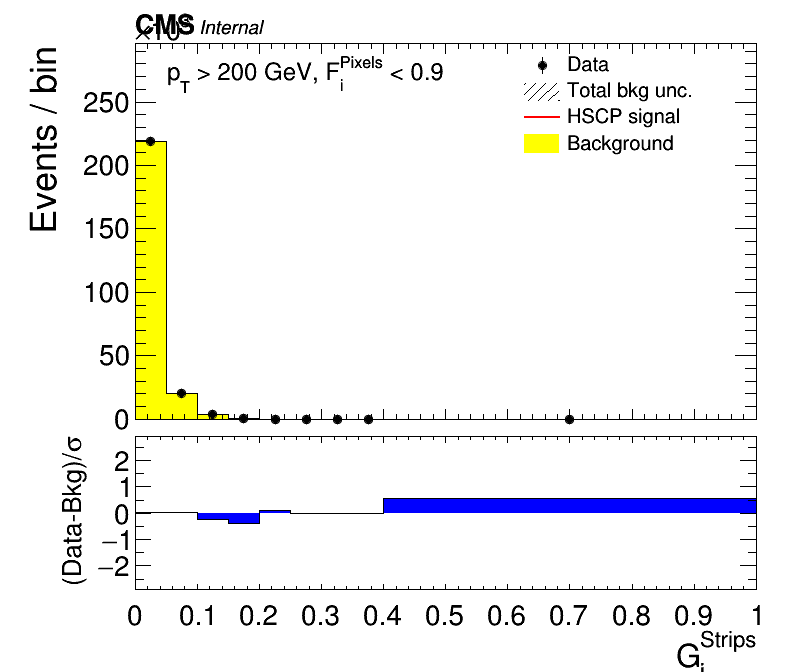 CMS Internal
×10³
p_T > 200 GeV, F_i^Pixels < 0.9
Data
Total bkg unc.
HSCP signal
Background
Events / bin
250
200
150
100
50
0
(Data-Bkg)/σ
2
1
0
−1
−2
0 0.1 0.2 0.3 0.4 0.5 0.6 0.7 0.8 0.9 1
G_i^Strips